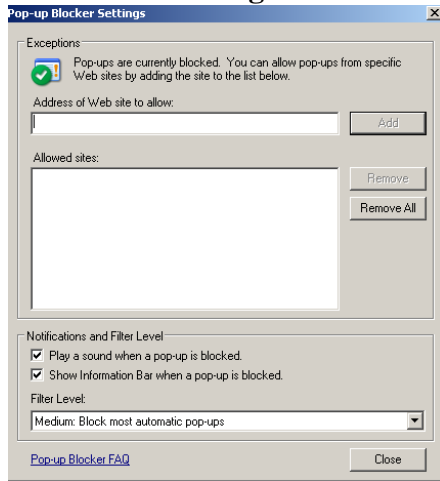 Pop-up Blocker Settings
Exceptions
Pop-ups are currently blocked. You can allow pop-ups from specific
Web sites by adding the site to the list below.
Address of Web site to allow:
Add
Allowed sites:
Remove
Remove All
Notifications and Filter Level
Play a sound when a pop-up is blocked.
Show Information Bar when a pop-up is blocked.
Filter Level:
Medium: Block most automatic pop-ups
Pop-up Blocker FAQ
Close